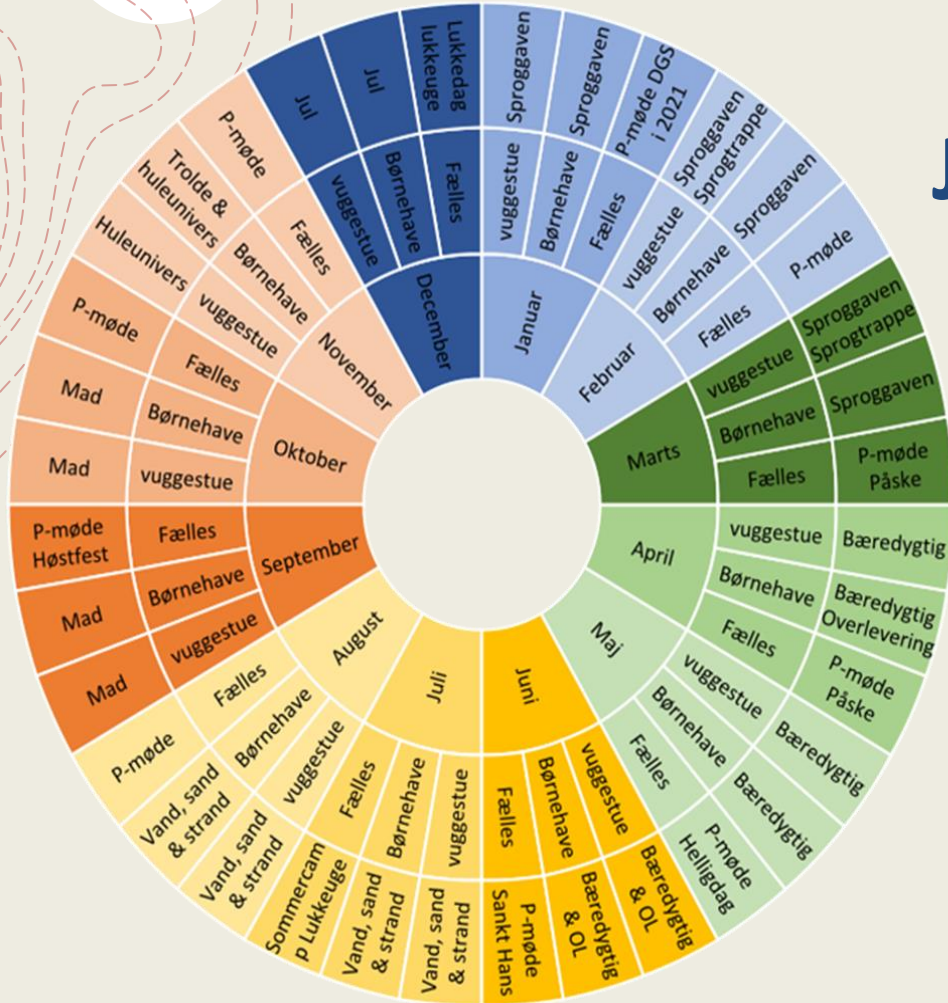 Januar
vuggestue
Sproggaven
Børnehave
Sproggaven
Fælles
P-møde DGS
i 2021
Februar
vuggestue
Sproggaven
Sprogtrappe
Børnehave
Sproggaven
Fælles
P-møde
Marts
vuggestue
Sproggaven
Sprogtrappe
Børnehave
Sproggaven
Fælles
P-møde
Påske
April
vuggestue
Bæredygtig
Børnehave
Bæredygtig
Overlevering
Fælles
P-møde
Påske
Maj
vuggestue
Bæredygtig
Børnehave
Bæredygtig
Fælles
P-møde
Helligdag
Juni
vuggestue
Bæredygtig
& OL
Børnehave
Bæredygtig
& OL
Fælles
P-møde
Sankt Hans
Juli
vuggestue
Vand, sand
& strand
Børnehave
Vand, sand
& strand
Fælles
Sommercam
p Lukkeuge
August
vuggestue
Vand, sand
& strand
Børnehave
Vand, sand
& strand
Fælles
P-møde
September
vuggestue
Mad
Børnehave
Mad
Fælles
P-møde
Høstfest
Oktober
vuggestue
Mad
Børnehave
Mad
Fælles
P-møde
November
vuggestue
Huleunivers
Børnehave
Trolde &
huleunivers
Fælles
P-møde
December
vuggestue
Jul
Børnehave
Jul
Fælles
Lukkedag
lukkeuge
J